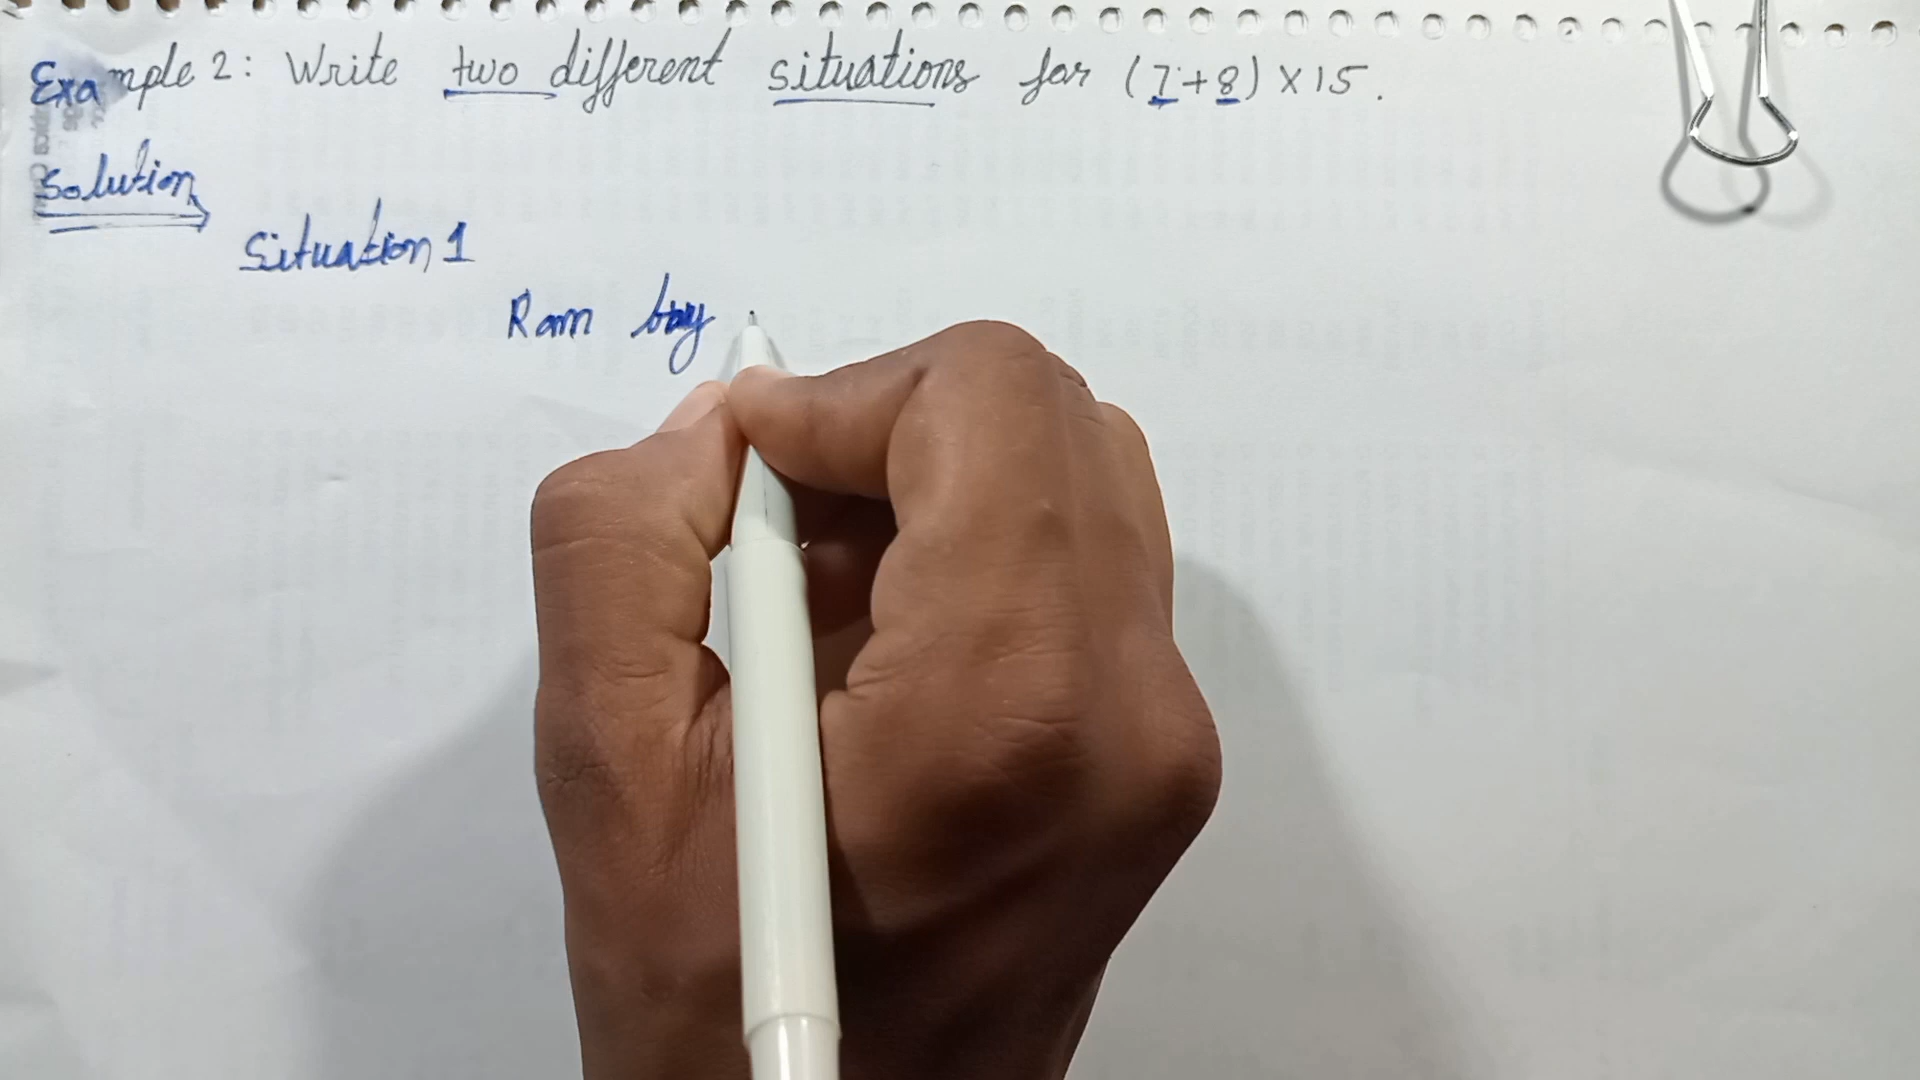 Example 2: Write two different situations for (7+8) × 15.
Solution
Situation 1
Ram buy